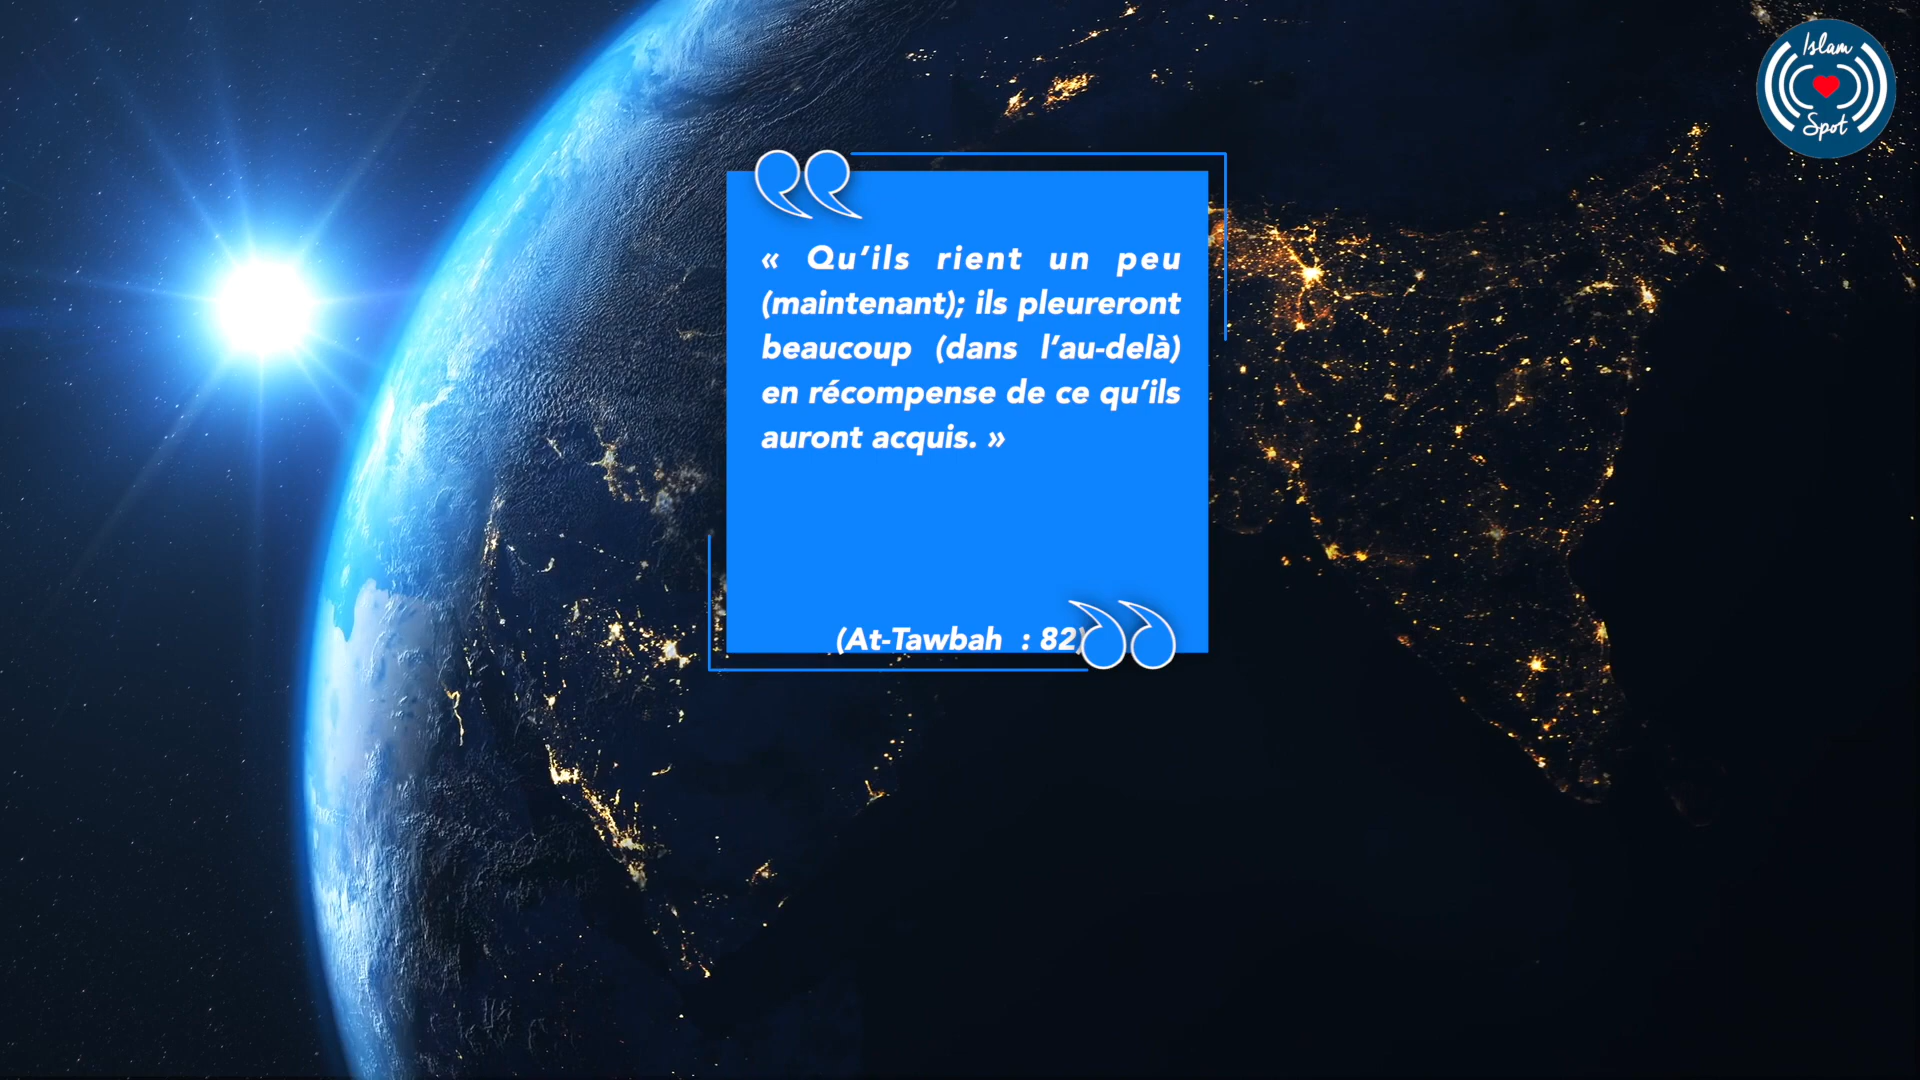 Islam
Spot
« Qu’ils rient un peu
(maintenant); ils pleureront
beaucoup (dans l’au-delà)
en récompense de ce qu’ils
auront acquis. »
(At-Tawbah : 82)